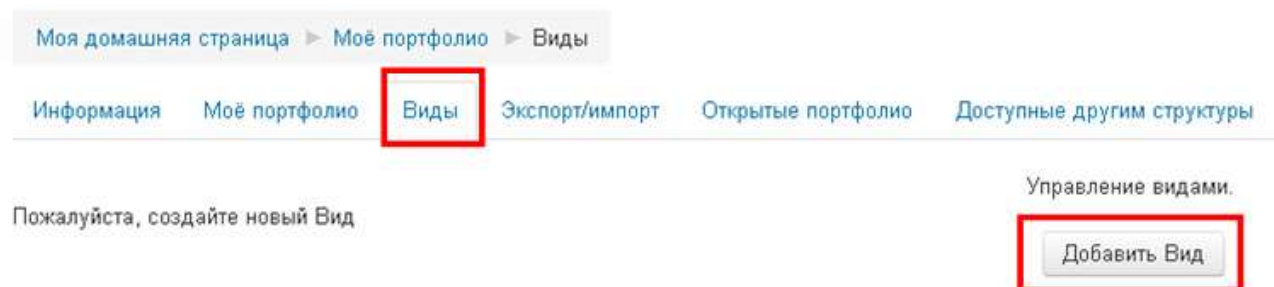 Моя домашняя страница ► Моё портфолио ► Виды
Информация Моё портфолио Виды Экспорт/импорт Открытые портфолио Доступные другим структуры
Управление видами.
Пожалуйста, создайте новый Вид
Добавить Вид